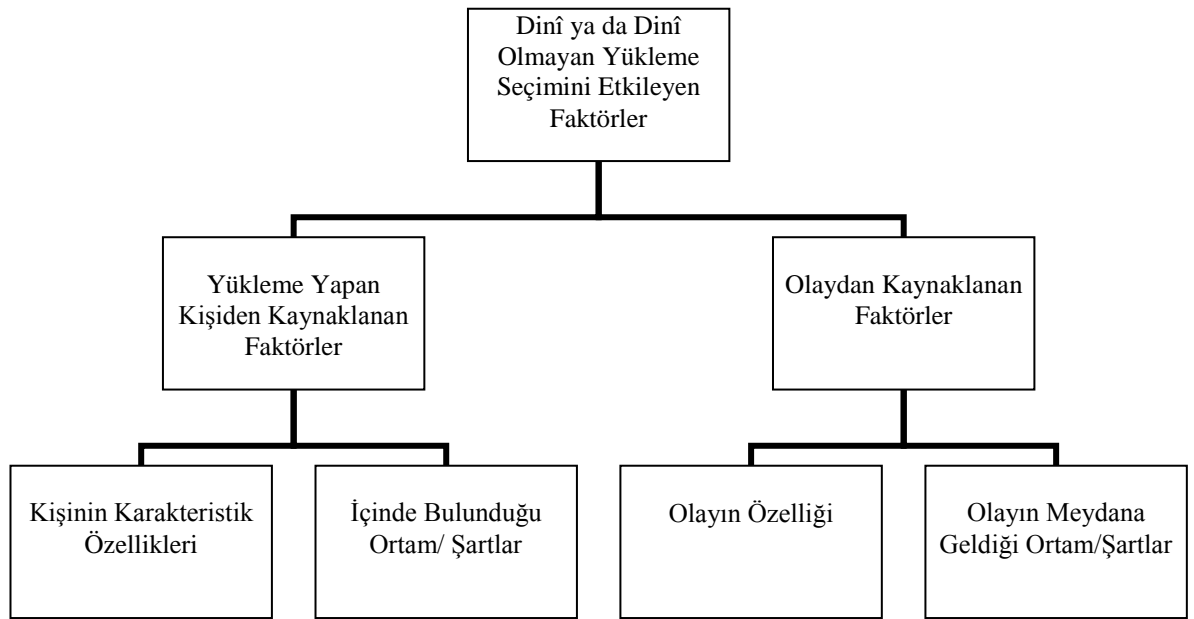 Dinî ya da Dinî
Olmayan Yükleme
Seçimini Etkileyen
Faktörler
Yükleme Yapan
Kişiden Kaynaklanan
Faktörler
Olaydan Kaynaklanan
Faktörler
Kişinin Karakteristik
Özellikleri
İçinde Bulunduğu
Ortam/ Şartlar
Olayın Özelliği
Olayın Meydana
Geldiği Ortam/Şartlar